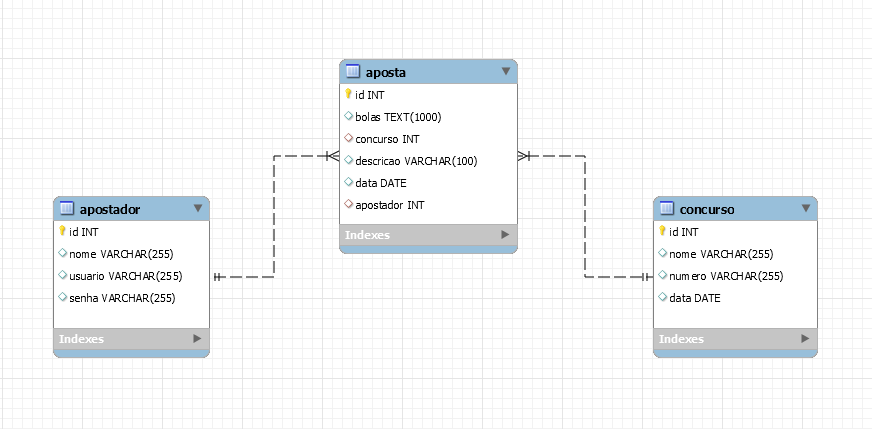 aposta
id INT
bolas TEXT(1000)
concurso INT
descricao VARCHAR(100)
data DATE
apostador INT
Indexes
apostador
id INT
nome VARCHAR(255)
usuario VARCHAR(255)
senha VARCHAR(255)
Indexes
concurso
id INT
nome VARCHAR(255)
numero VARCHAR(255)
data DATE
Indexes